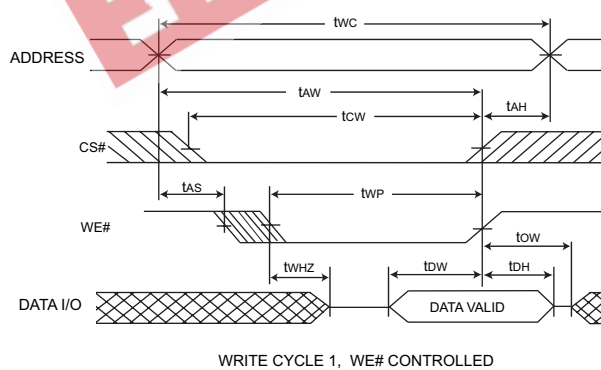 tWC
ADDRESS
tAW
tAH
tCW
CS#
tAS
tWP
WE#
tOW
tWHZ
tDW
tDH
DATA I/O
DATA VALID
WRITE CYCLE 1, WE# CONTROLLED